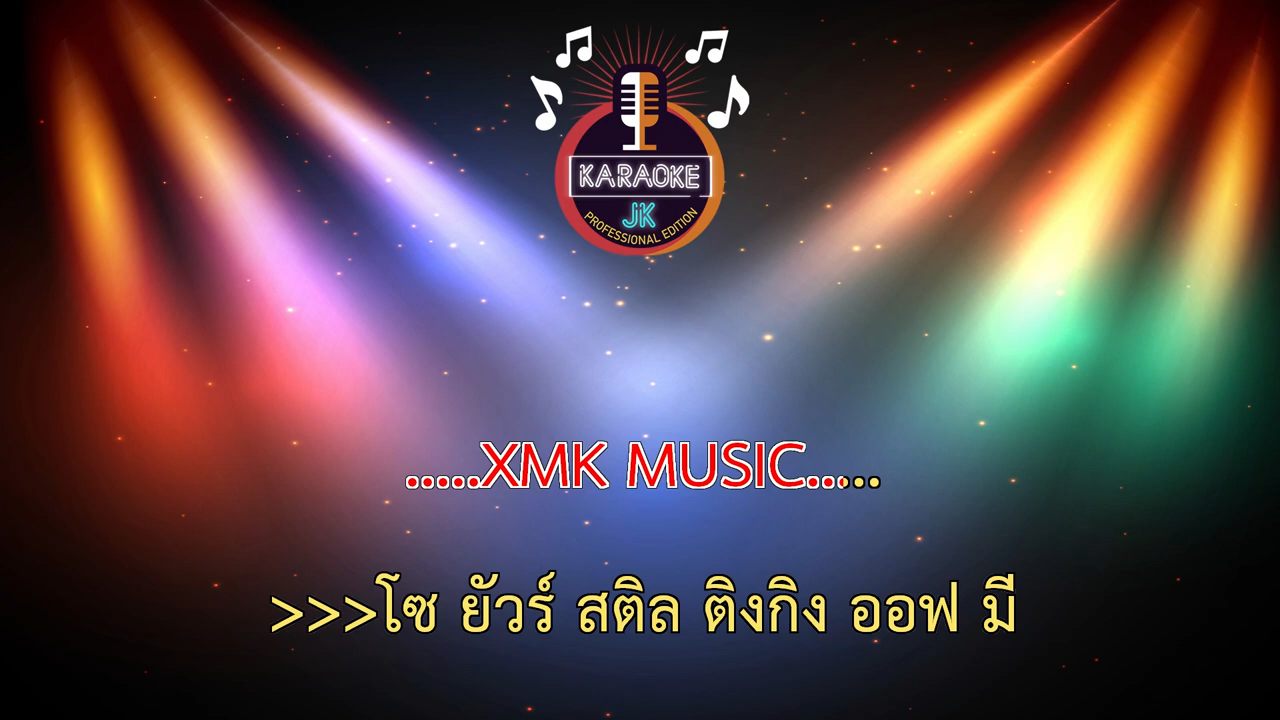 KARAOKE
JK
PROFESSIONAL EDITION
.....XMK MUSIC.....
>>>โซ ยัวร์ สติล ติงกิง ออฟ มี